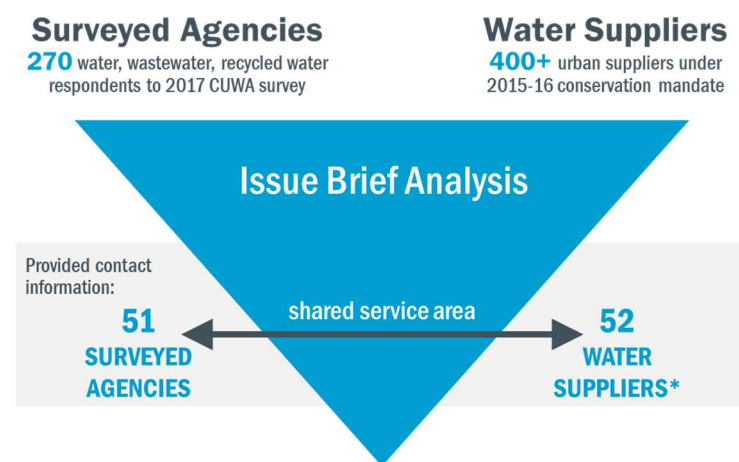 Surveyed Agencies
270 water, wastewater, recycled water
respondents to 2017 CUWA survey
Water Suppliers
400+ urban suppliers under
2015-16 conservation mandate
Issue Brief Analysis
Provided contact
information:
shared service area
51
SURVEYED
AGENCIES
52
WATER
SUPPLIERS*